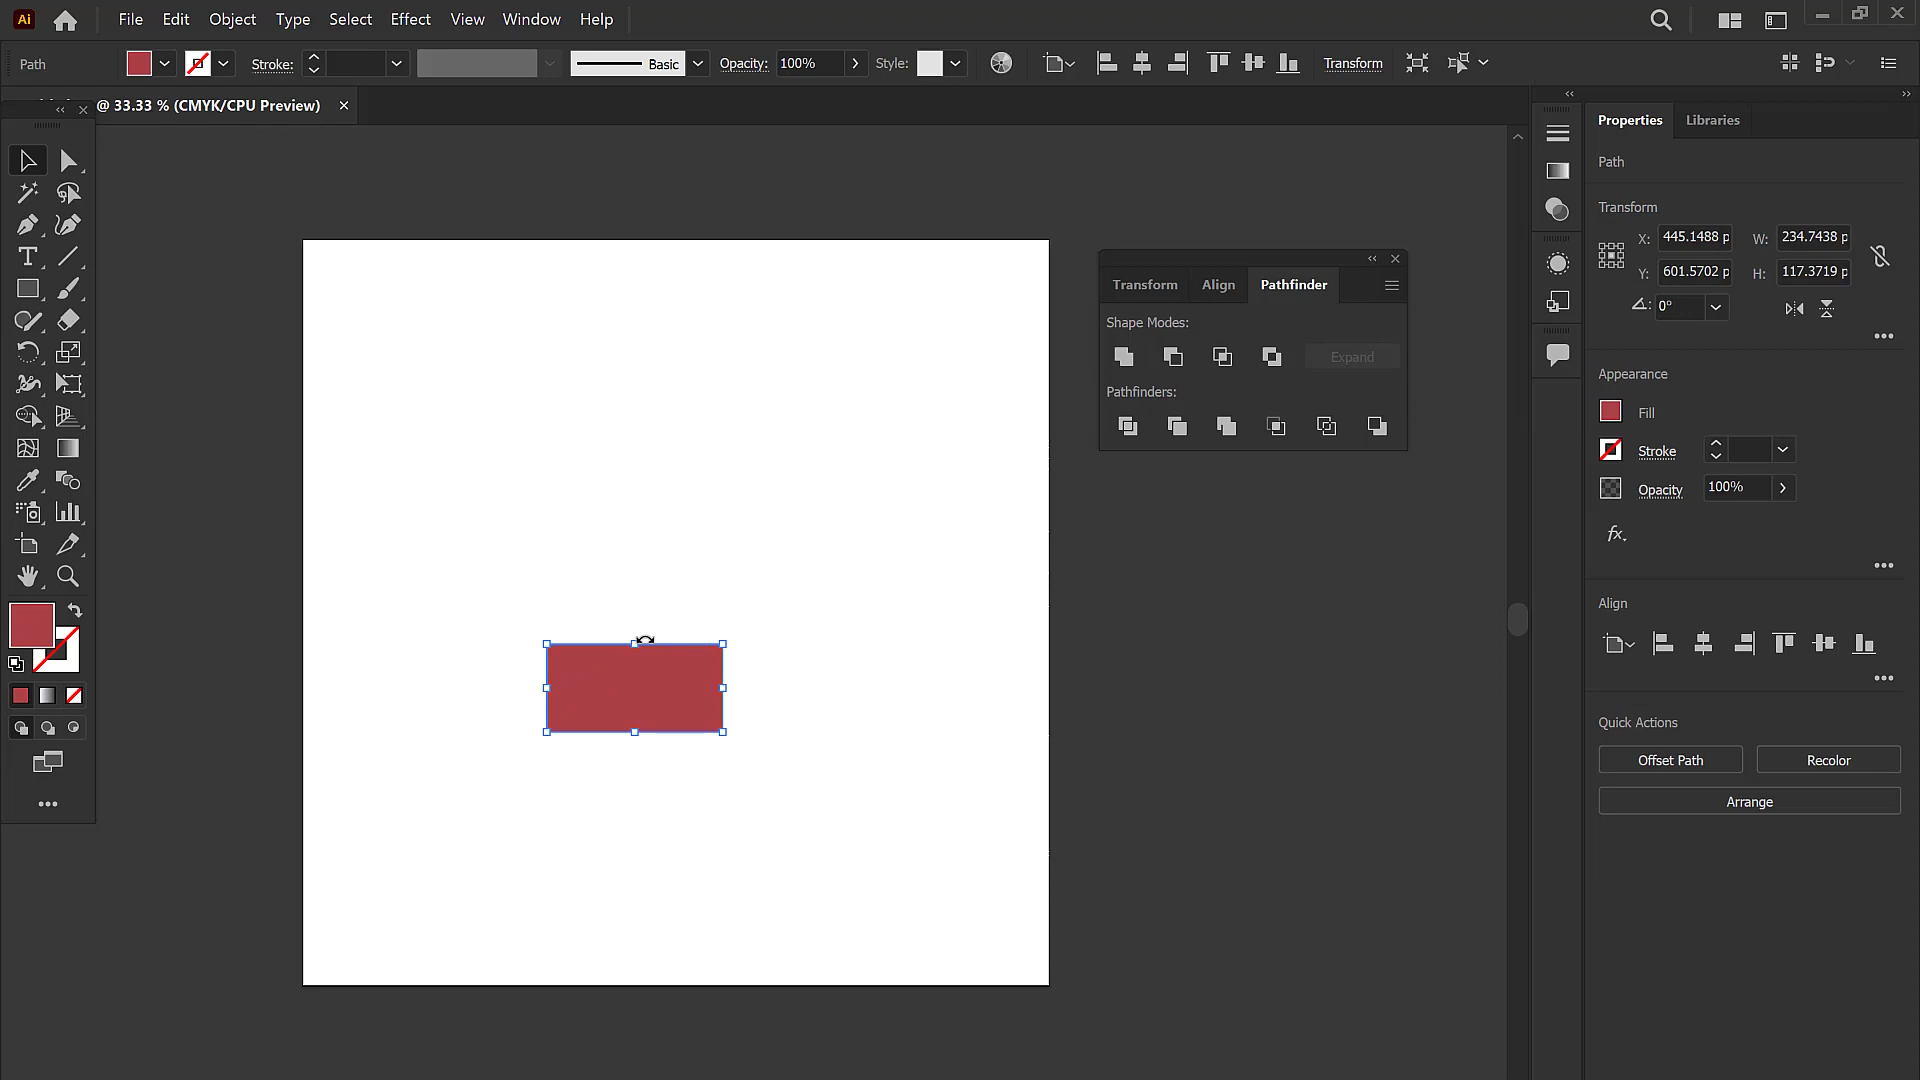 Ai File Edit Object Type Select Effect View Window Help
Path Stroke: Basic Opacity: 100% Style: Transform
@ 33.33 % (CMYK/CPU Preview)
Properties Libraries
Path
Transform
X: 445.1488 p W: 234.7438 p
Y: 601.5702 p H: 117.3719 p
0°
Appearance
Fill
Stroke
Opacity 100%
fx
Align
Quick Actions
Offset Path Recolor
Arrange
Transform Align Pathfinder
Shape Modes:
Expand
Pathfinders: